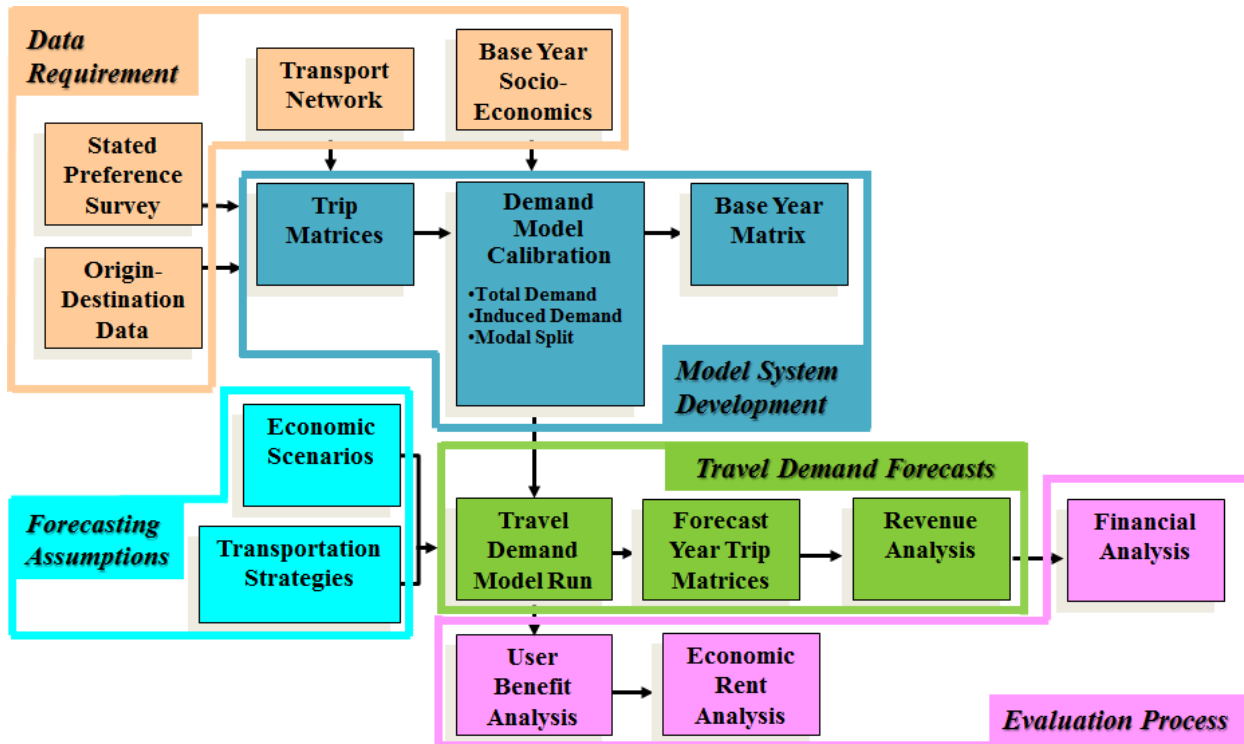 Data
Requirement
Transport
Network
Base Year
Socio-
Economics
Stated
Preference
Survey
Origin-
Destination
Data
Trip
Matrices
Demand
Model
Calibration
•Total Demand
•Induced Demand
•Modal Split
Base Year
Matrix
Model System
Development
Economic
Scenarios
Forecasting
Assumptions
Transportation
Strategies
Travel Demand Forecasts
Travel
Demand
Model Run
Forecast
Year Trip
Matrices
Revenue
Analysis
Financial
Analysis
User
Benefit
Analysis
Economic
Rent
Analysis
Evaluation Process